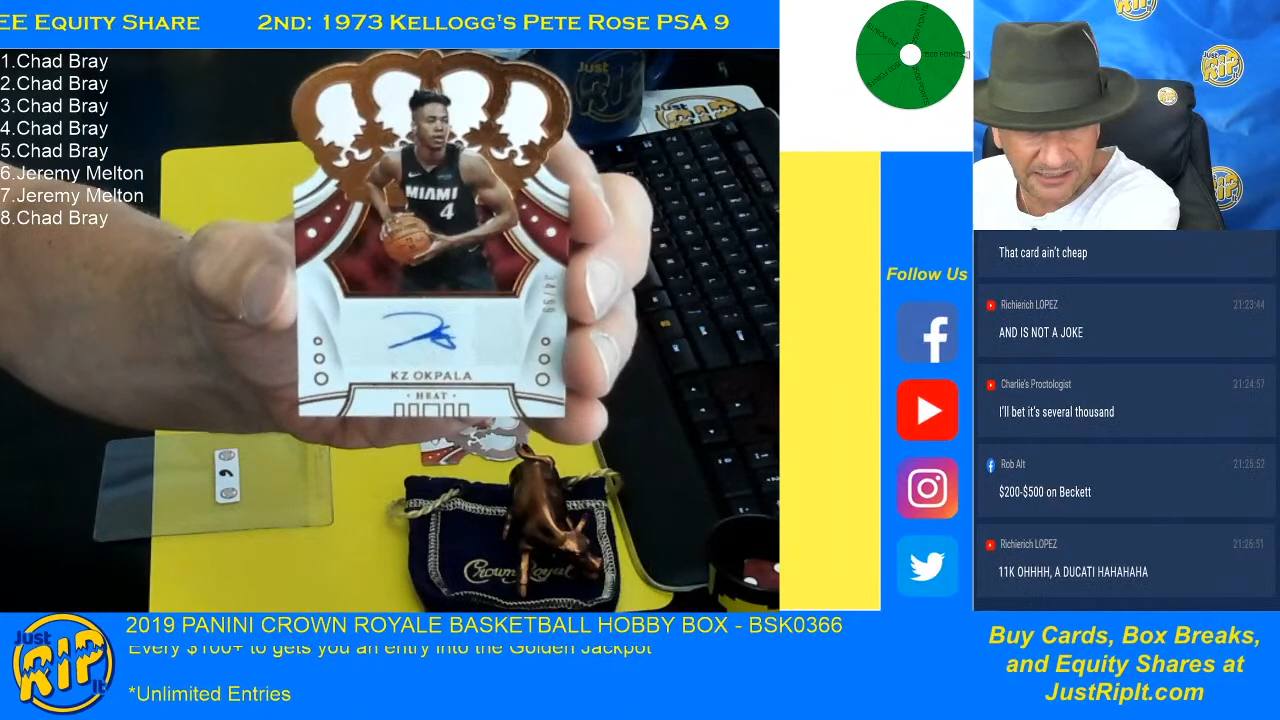 EE EQUITY SHARE 2ND: 1973 KELLOGG'S PETE ROSE PSA 9
1.Chad Bray
2.Chad Bray
3.Chad Bray
4.Chad Bray
5.Chad Bray
6.Jeremy Melton
7.Jeremy Melton
8.Chad Bray
MIAMI
4
34/99
KZ OKPALA
· HEAT ·
Crown Royal
Just
RIP
Follow Us
That card ain't cheap
Richierich LOPEZ 21:23:44
AND IS NOT A JOKE
Charlie's Proctologist 21:24:57
I'll bet it's several thousand
Rob Alt 21:25:52
$200-$500 on Beckett
Richierich LOPEZ 21:26:51
11K OHHHH, A DUCATI HAHAHAHA
Just
RIP
It
2019 PANINI CROWN ROYALE BASKETBALL HOBBY BOX - BSK0366
Every $100+ to gets you an entry into the Golden Jackpot
*Unlimited Entries
Buy Cards, Box Breaks,
and Equity Shares at
JustRipIt.com